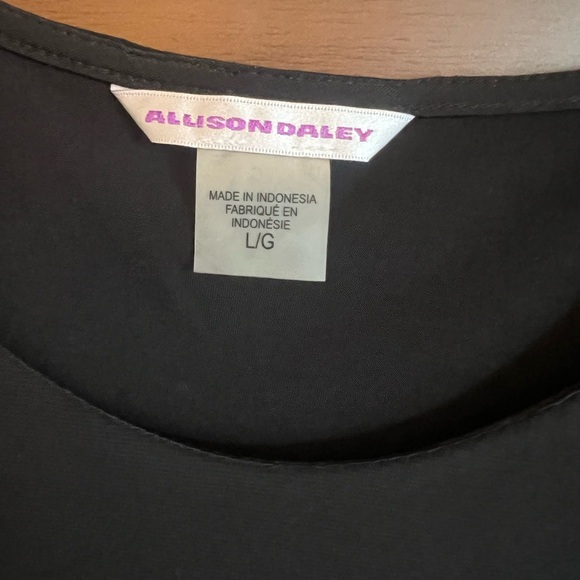 ALLISON DALEY
MADE IN INDONESIA
FABRIQUÉ EN
INDONÉSIE
L/G